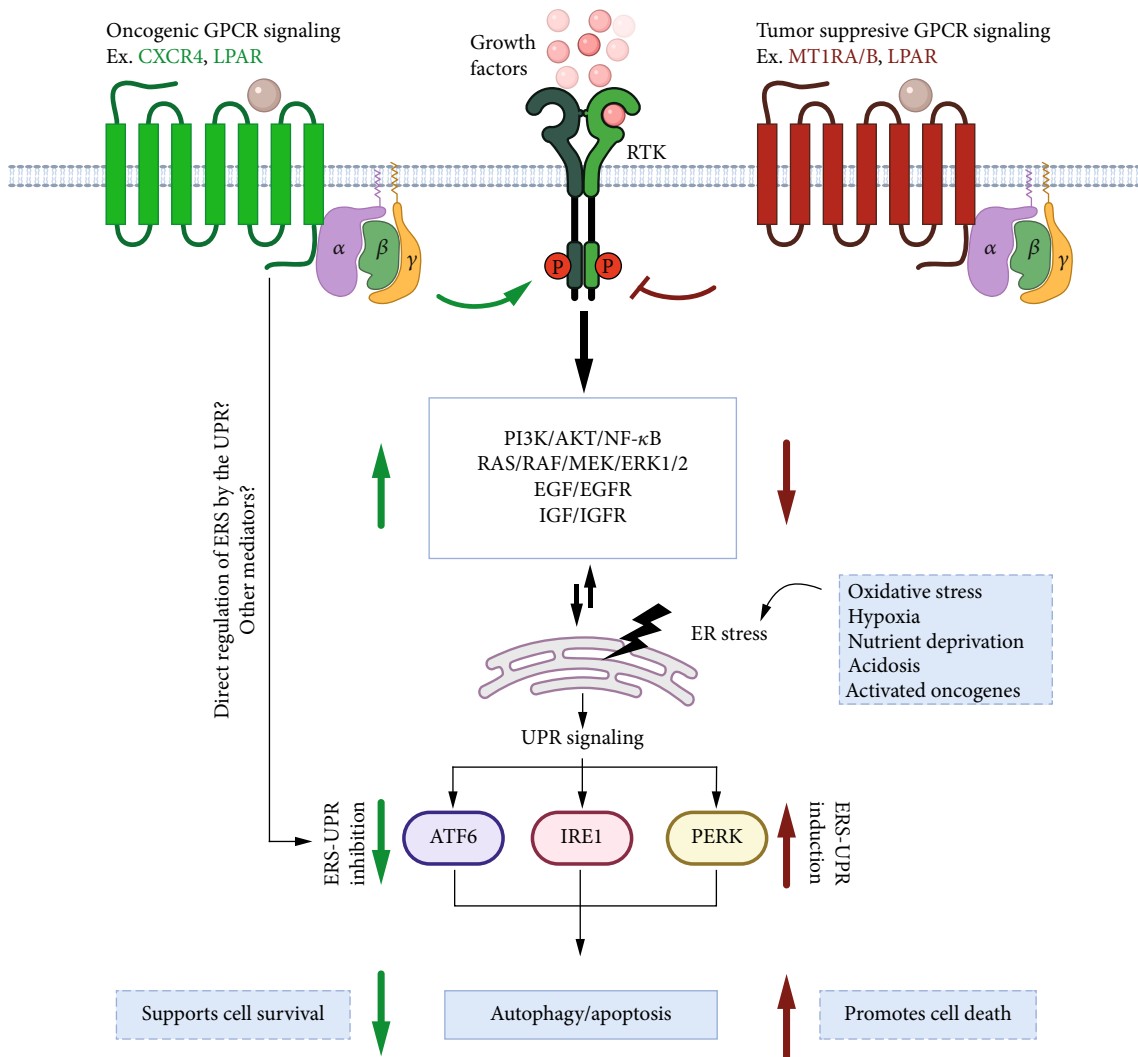 Oncogenic GPCR signaling
Ex. CXCR4, LPAR
Growth
factors
Tumor suppresive GPCR signaling
Ex. MT1RA/B, LPAR
RTK
α
β
γ
P
P
α
β
γ
PI3K/AKT/NF-κB
RAS/RAF/MEK/ERK1/2
EGF/EGFR
IGF/IGFR
Direct regulation of ERS by the UPR?
Other mediators?
ER stress
Oxidative stress
Hypoxia
Nutrient deprivation
Acidosis
Activated oncogenes
UPR signaling
ERS-UPR
inhibition
ATF6
IRE1
PERK
ERS-UPR
induction
Supports cell survival
Autophagy/apoptosis
Promotes cell death